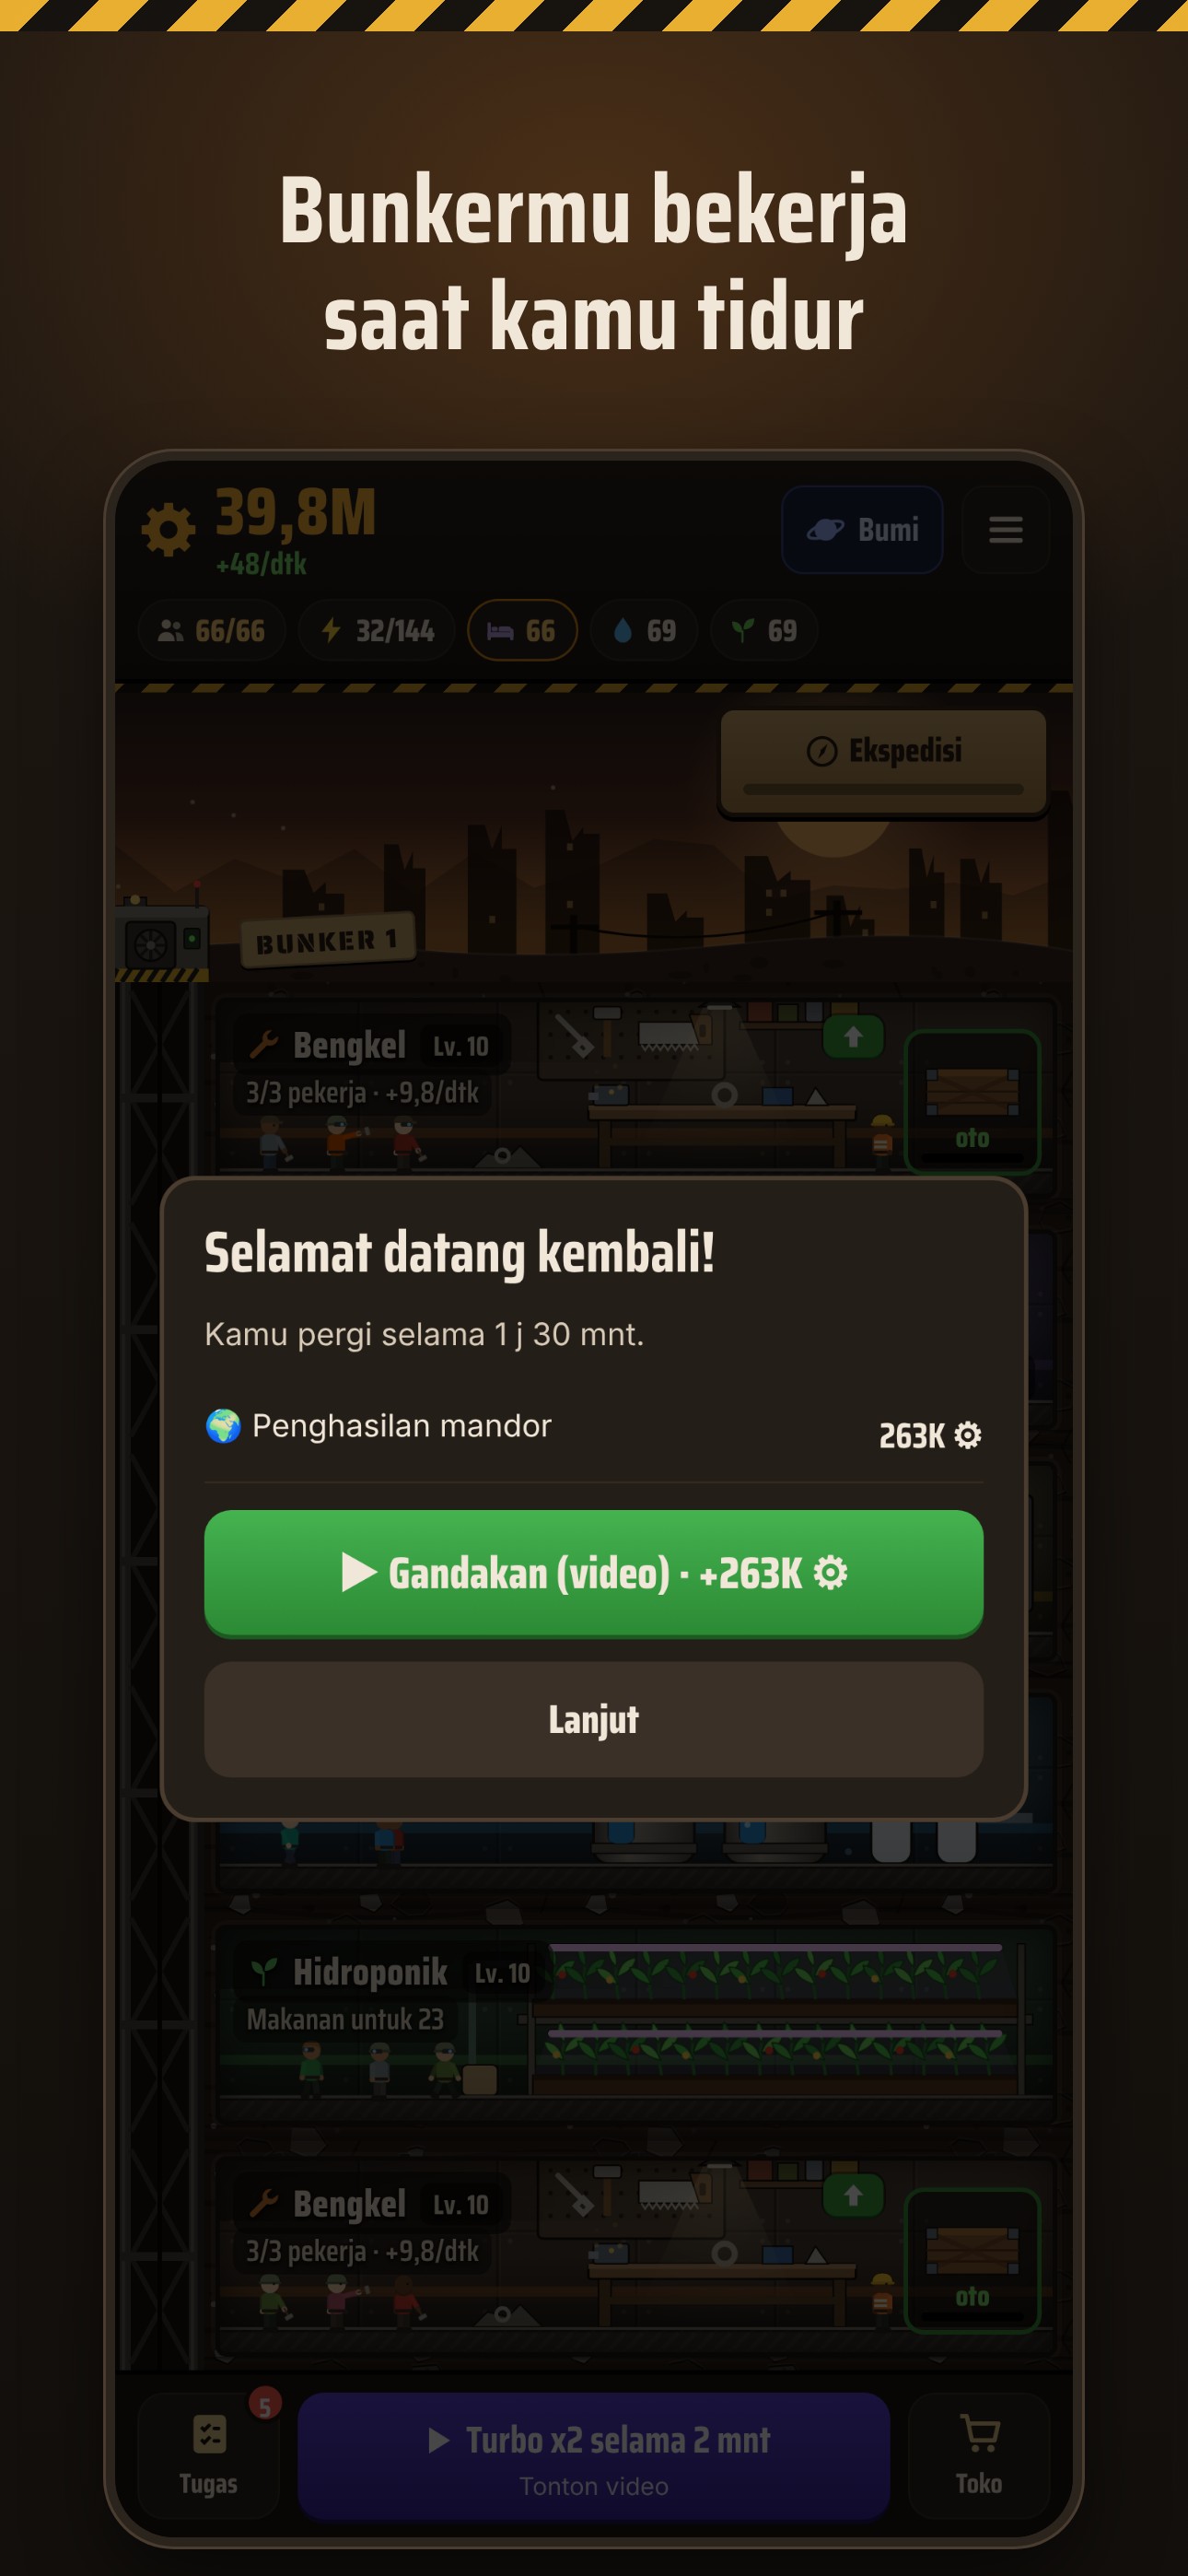 Bunkermu bekerja
saat kamu tidur
39,8M
+48/dtk
Bumi
66/66
32/144
66
69
69
Ekspedisi
BUNKER 1
Bengkel Lv. 10
3/3 pekerja · +9,8/dtk
oto
Selamat datang kembali!
Kamu pergi selama 1 j 30 mnt.
Penghasilan mandor
263K
Gandakan (video) · +263K
Lanjut
Hidroponik Lv. 10
Makanan untuk 23
Bengkel Lv. 10
3/3 pekerja · +9,8/dtk
oto
5
Tugas
Turbo x2 selama 2 mnt
Tonton video
Toko